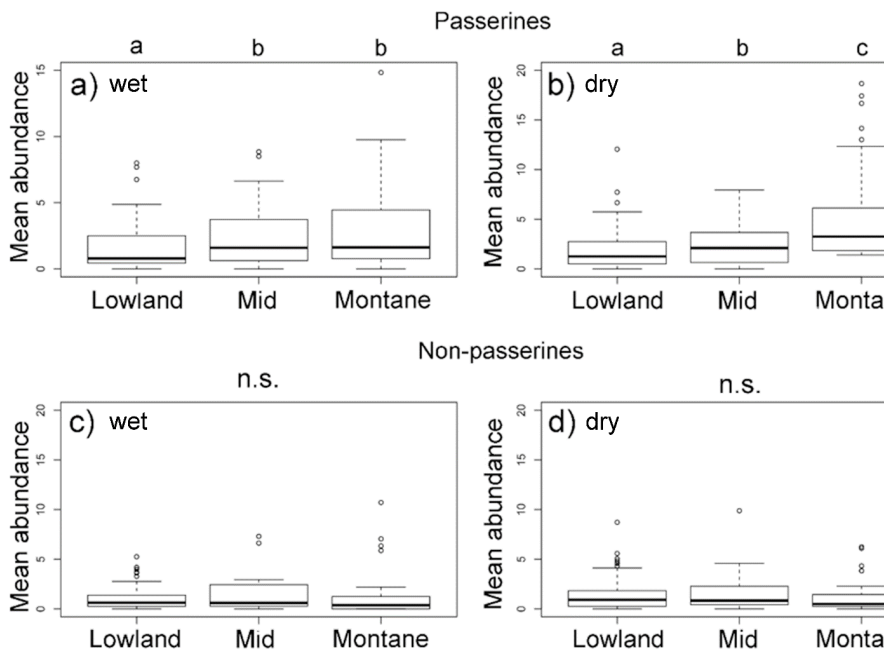 Passerines
a b b
a b c
a) wet
b) dry
Mean abundance
15
10
5
0
Lowland Mid Montane
Mean abundance
20
15
10
5
0
Lowland Mid Monta
Non-passerines
n.s.
n.s.
c) wet
d) dry
Mean abundance
20
15
10
5
0
Lowland Mid Montane
Mean abundance
20
15
10
5
0
Lowland Mid Monta